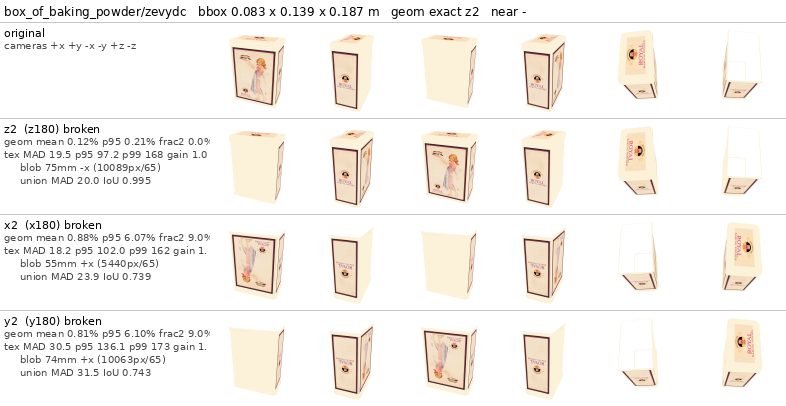 box_of_baking_powder/zevydc bbox 0.083 x 0.139 x 0.187 m geom exact z2 near -
original
cameras +x +y -x -y +z -z
ROYAL
z2 (z180) broken
geom mean 0.12% p95 0.21% frac2 0.0%
tex MAD 19.5 p95 97.2 p99 168 gain 1.0
blob 75mm -x (10089px/65)
union MAD 20.0 IoU 0.995
ROYAL
x2 (x180) broken
geom mean 0.88% p95 6.07% frac2 9.0%
tex MAD 18.2 p95 102.0 p99 162 gain 1.
blob 55mm +x (5440px/65)
union MAD 23.9 IoU 0.739
ROYAL
y2 (y180) broken
geom mean 0.81% p95 6.10% frac2 9.0%
tex MAD 30.5 p95 136.1 p99 173 gain 1.
blob 74mm +x (10063px/65)
union MAD 31.5 IoU 0.743
ROYAL